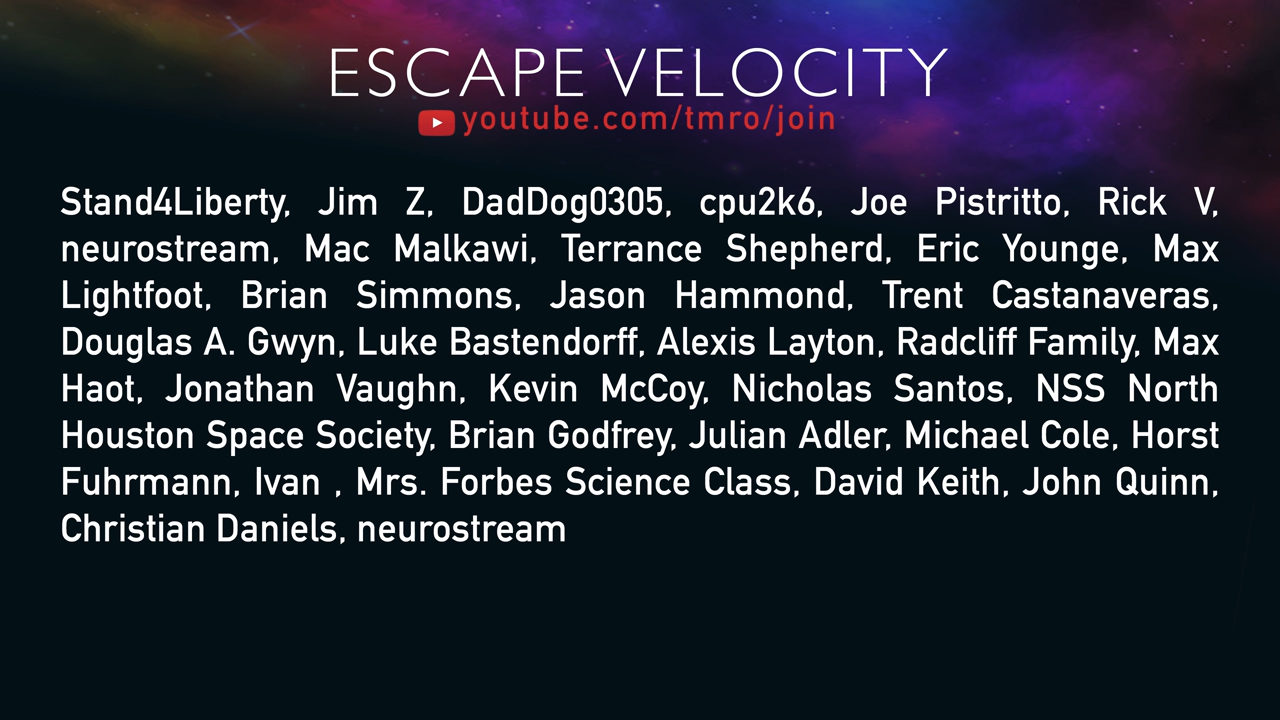 ESCAPE VELOCITY
youtube.com/tmro/join
Stand4Liberty, Jim Z, DadDog0305, cpu2k6, Joe Pistritto, Rick V,
neurostream, Mac Malkawi, Terrance Shepherd, Eric Younge, Max
Lightfoot, Brian Simmons, Jason Hammond, Trent Castanaveras,
Douglas A. Gwyn, Luke Bastendorff, Alexis Layton, Radcliff Family, Max
Haot, Jonathan Vaughn, Kevin McCoy, Nicholas Santos, NSS North
Houston Space Society, Brian Godfrey, Julian Adler, Michael Cole, Horst
Fuhrmann, Ivan , Mrs. Forbes Science Class, David Keith, John Quinn,
Christian Daniels, neurostream